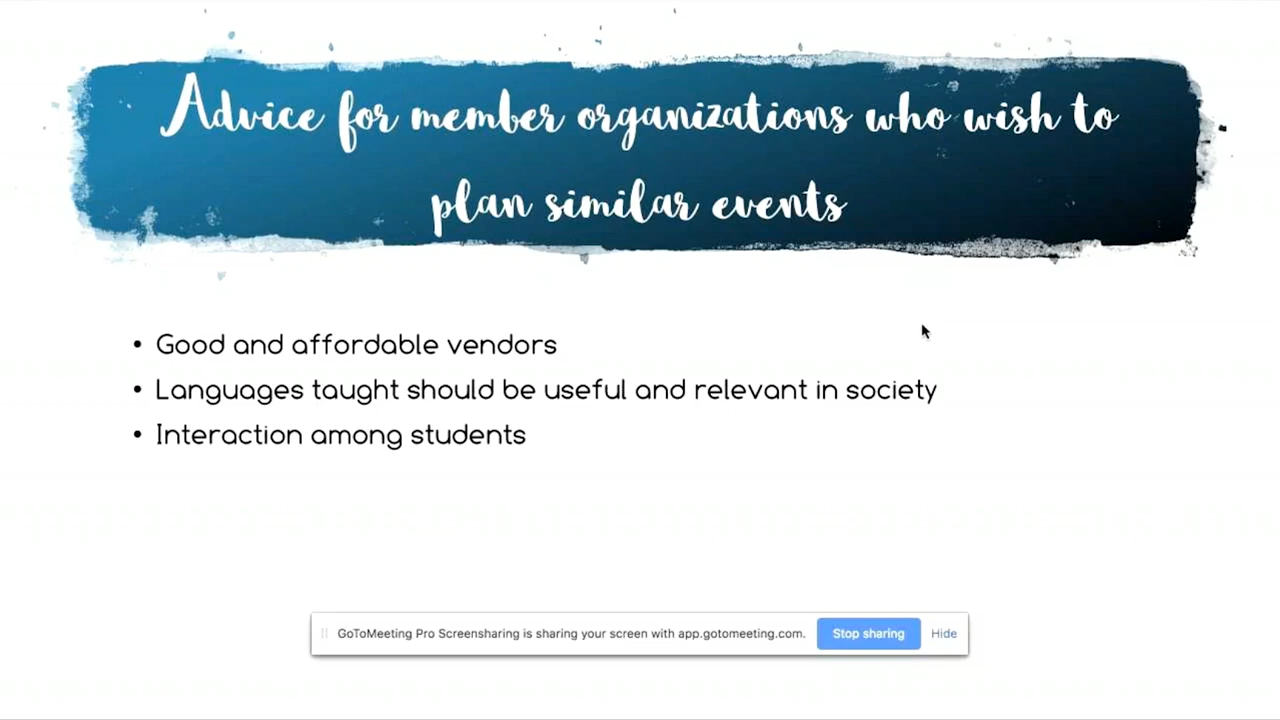 Advice for member organizations who wish to
plan similar events
• Good and affordable vendors
• Languages taught should be useful and relevant in society
• Interaction among students
GoToMeeting Pro Screensharing is sharing your screen with app.gotomeeting.com. Stop sharing Hide